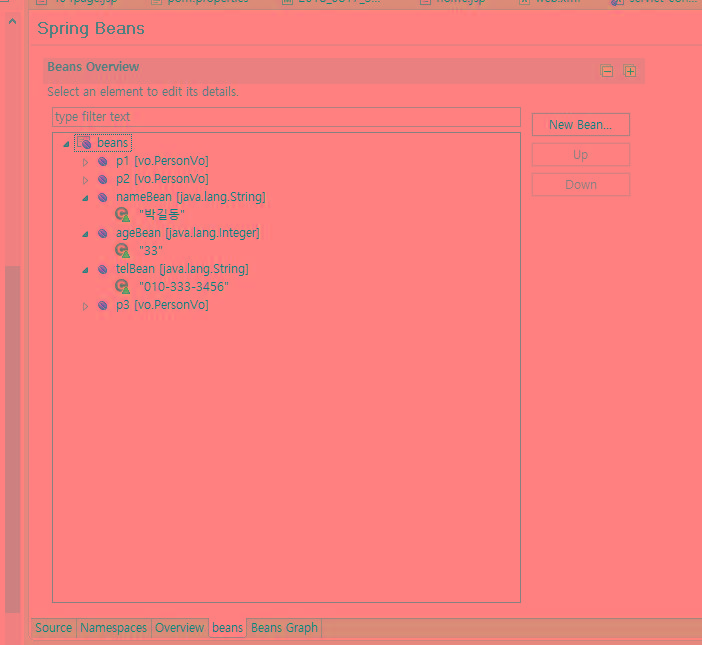 Spring Beans
Beans Overview
Select an element to edit its details.
type filter text
New Bean...
beans
Up
p1 [vo.PersonVo]
p2 [vo.PersonVo]
Down
nameBean [java.lang.String]
"박길동"
ageBean [java.lang.Integer]
"33"
telBean [java.lang.String]
"010-333-3456"
p3 [vo.PersonVo]
Source Namespaces Overview beans Beans Graph